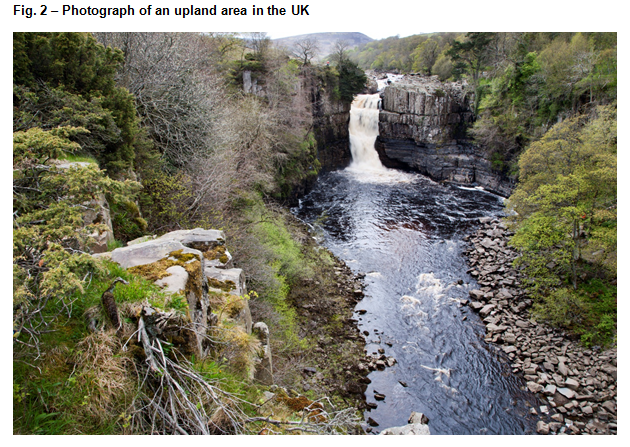 Fig. 2 – Photograph of an upland area in the UK